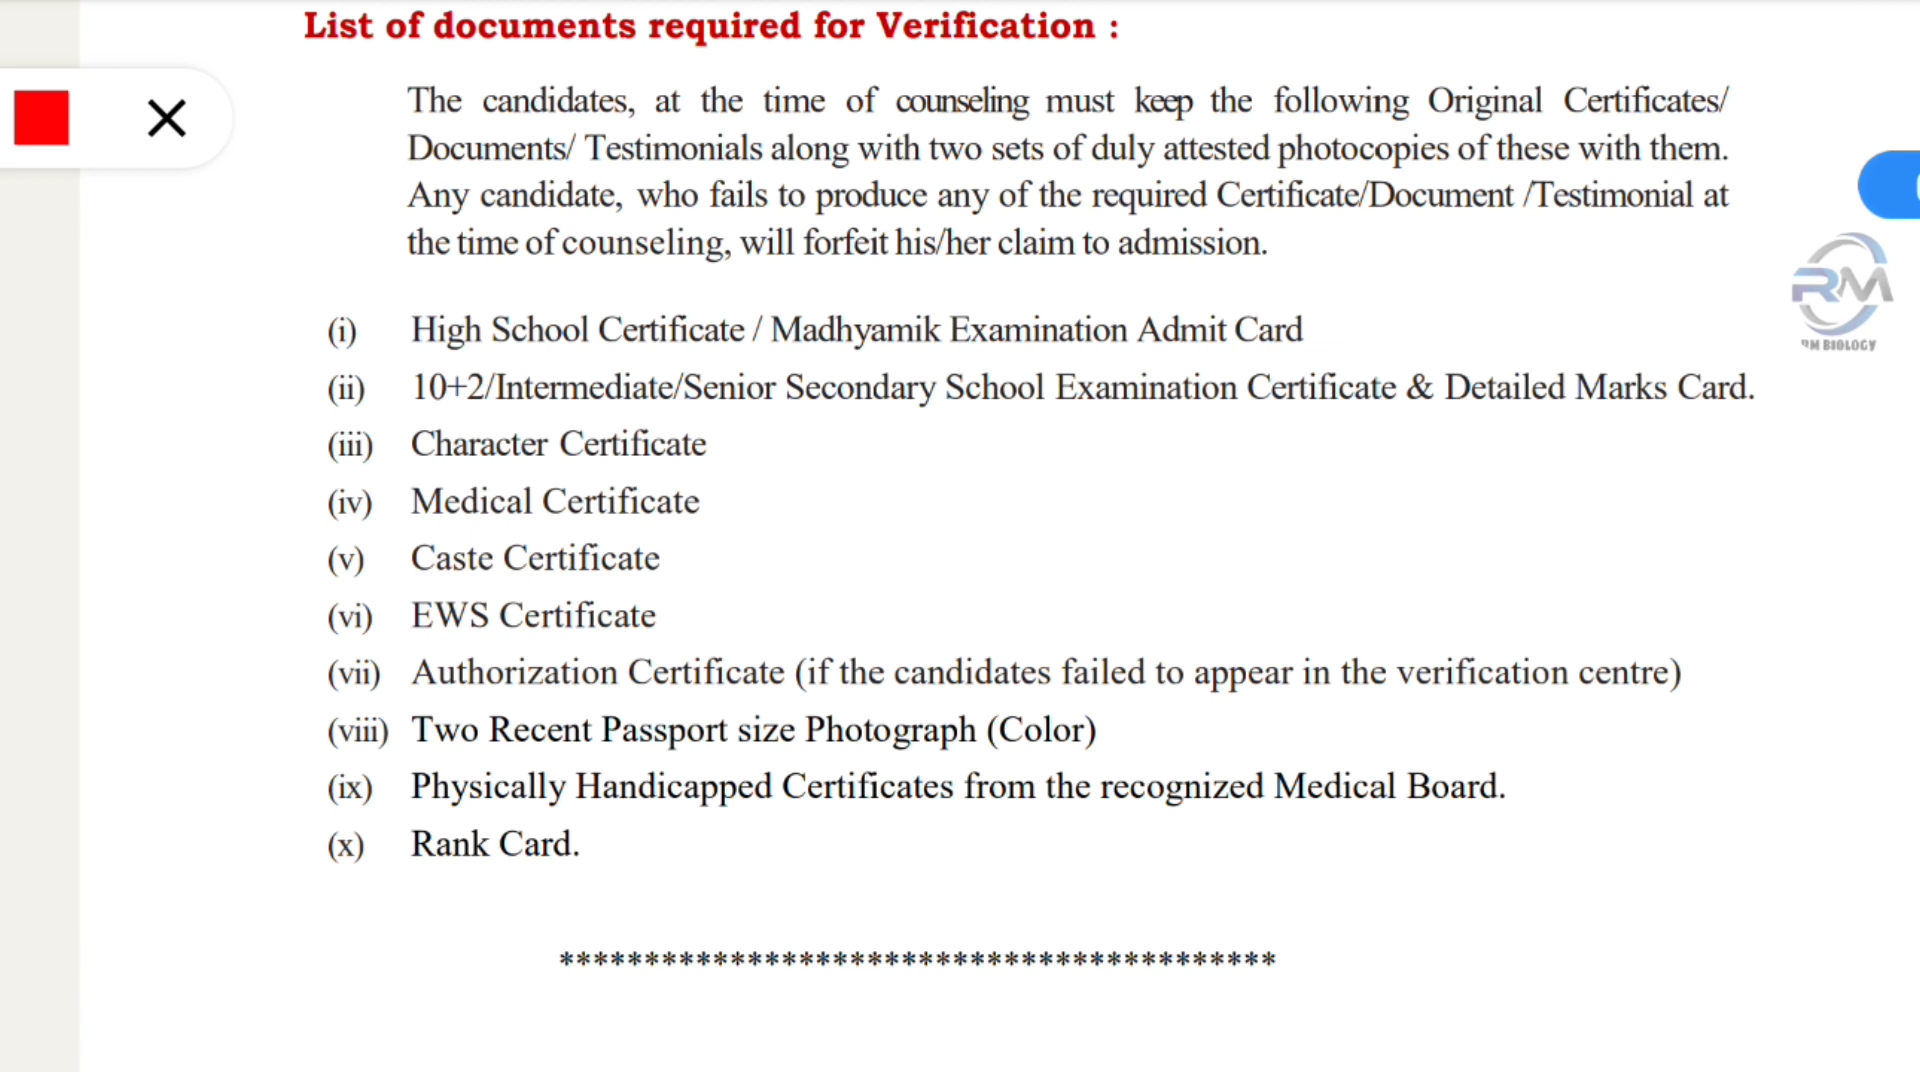 List of documents required for Verification :
The candidates, at the time of counseling must keep the following Original Certificates/
Documents/ Testimonials along with two sets of duly attested photocopies of these with them.
Any candidate, who fails to produce any of the required Certificate/Document /Testimonial at
the time of counseling, will forfeit his/her claim to admission.
(i) High School Certificate / Madhyamik Examination Admit Card
(ii) 10+2/Intermediate/Senior Secondary School Examination Certificate & Detailed Marks Card.
(iii) Character Certificate
(iv) Medical Certificate
(v) Caste Certificate
(vi) EWS Certificate
(vii) Authorization Certificate (if the candidates failed to appear in the verification centre)
(viii) Two Recent Passport size Photograph (Color)
(ix) Physically Handicapped Certificates from the recognized Medical Board.
(x) Rank Card.
******************************************
RM
RM BIOLOGY